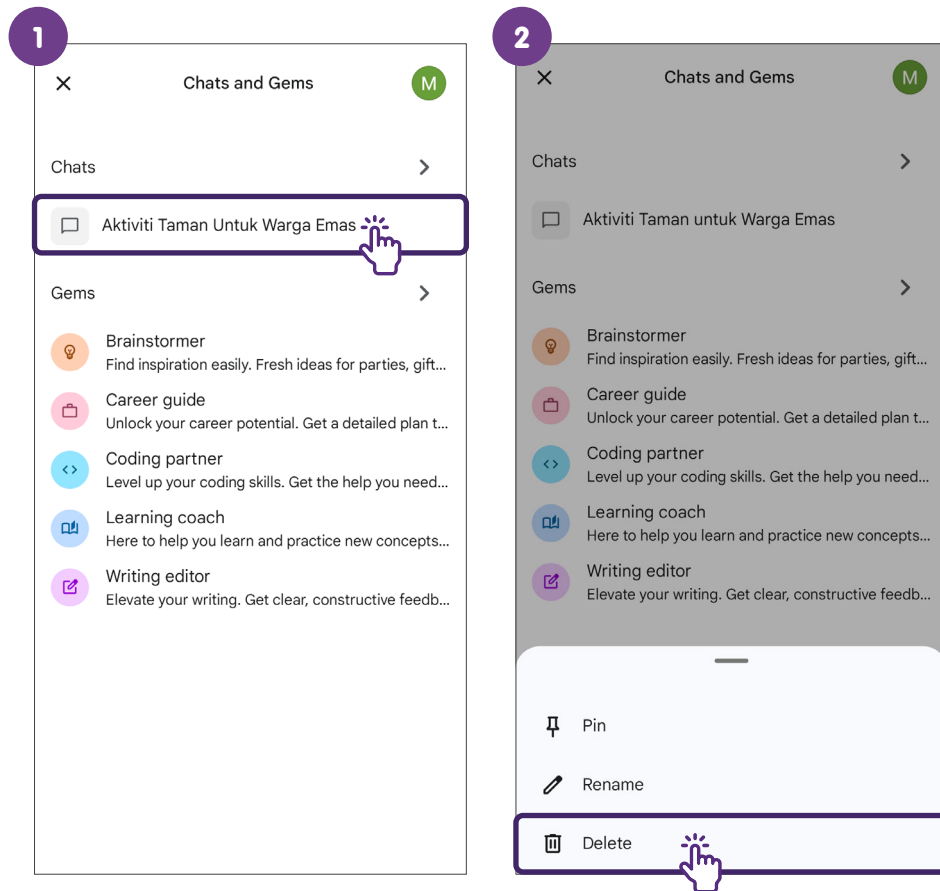 1
Chats and Gems
M
Chats
Aktiviti Taman Untuk Warga Emas
Gems
Brainstormer
Find inspiration easily. Fresh ideas for parties, gift...
Career guide
Unlock your career potential. Get a detailed plan t...
Coding partner
Level up your coding skills. Get the help you need...
Learning coach
Here to help you learn and practice new concepts...
Writing editor
Elevate your writing. Get clear, constructive feedb...
2
Chats and Gems
M
Chats
Aktiviti Taman untuk Warga Emas
Gems
Brainstormer
Find inspiration easily. Fresh ideas for parties, gift...
Career guide
Unlock your career potential. Get a detailed plan t...
Coding partner
Level up your coding skills. Get the help you need...
Learning coach
Here to help you learn and practice new concepts...
Writing editor
Elevate your writing. Get clear, constructive feedb...
Pin
Rename
Delete